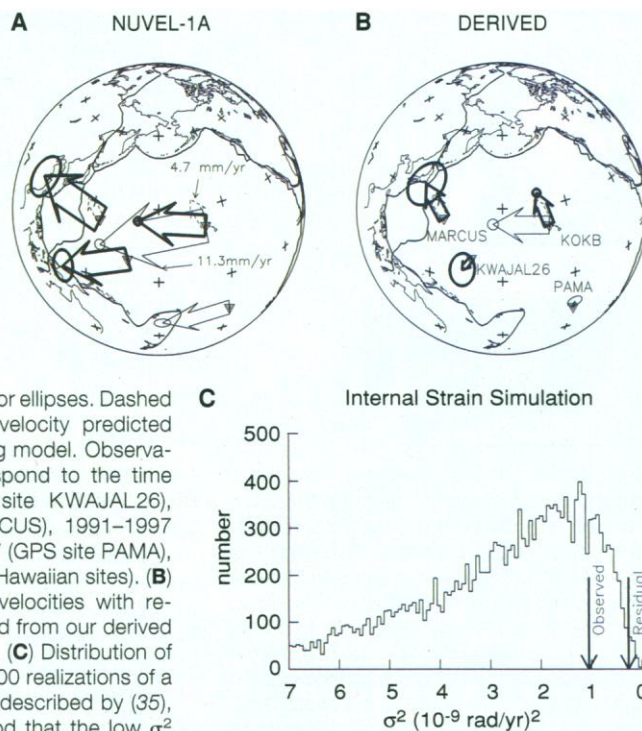 A NUVEL-1A
B DERIVED
4.7 mm/yr
11.3mm/yr
MARCUS
KOKB
KWAJAL26
PAMA
or ellipses. Dashed
velocity predicted
g model. Observa-
spond to the time
site KWAJAL26),
CUS), 1991–1997
7 (GPS site PAMA),
Hawaiian sites). (B)
velocities with re-
d from our derived
(C) Distribution of
00 realizations of a
described by (35),
od that the low σ²
C Internal Strain Simulation
500
400
300
200
100
0
number
Observed
Residual
7 6 5 4 3 2 1 0
σ² (10⁻⁹ rad/yr)²